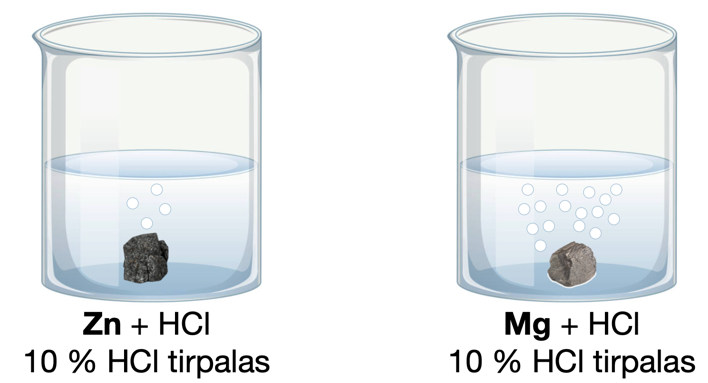 Zn + HCl
10 % HCl tirpalas
Mg + HCl
10 % HCl tirpalas